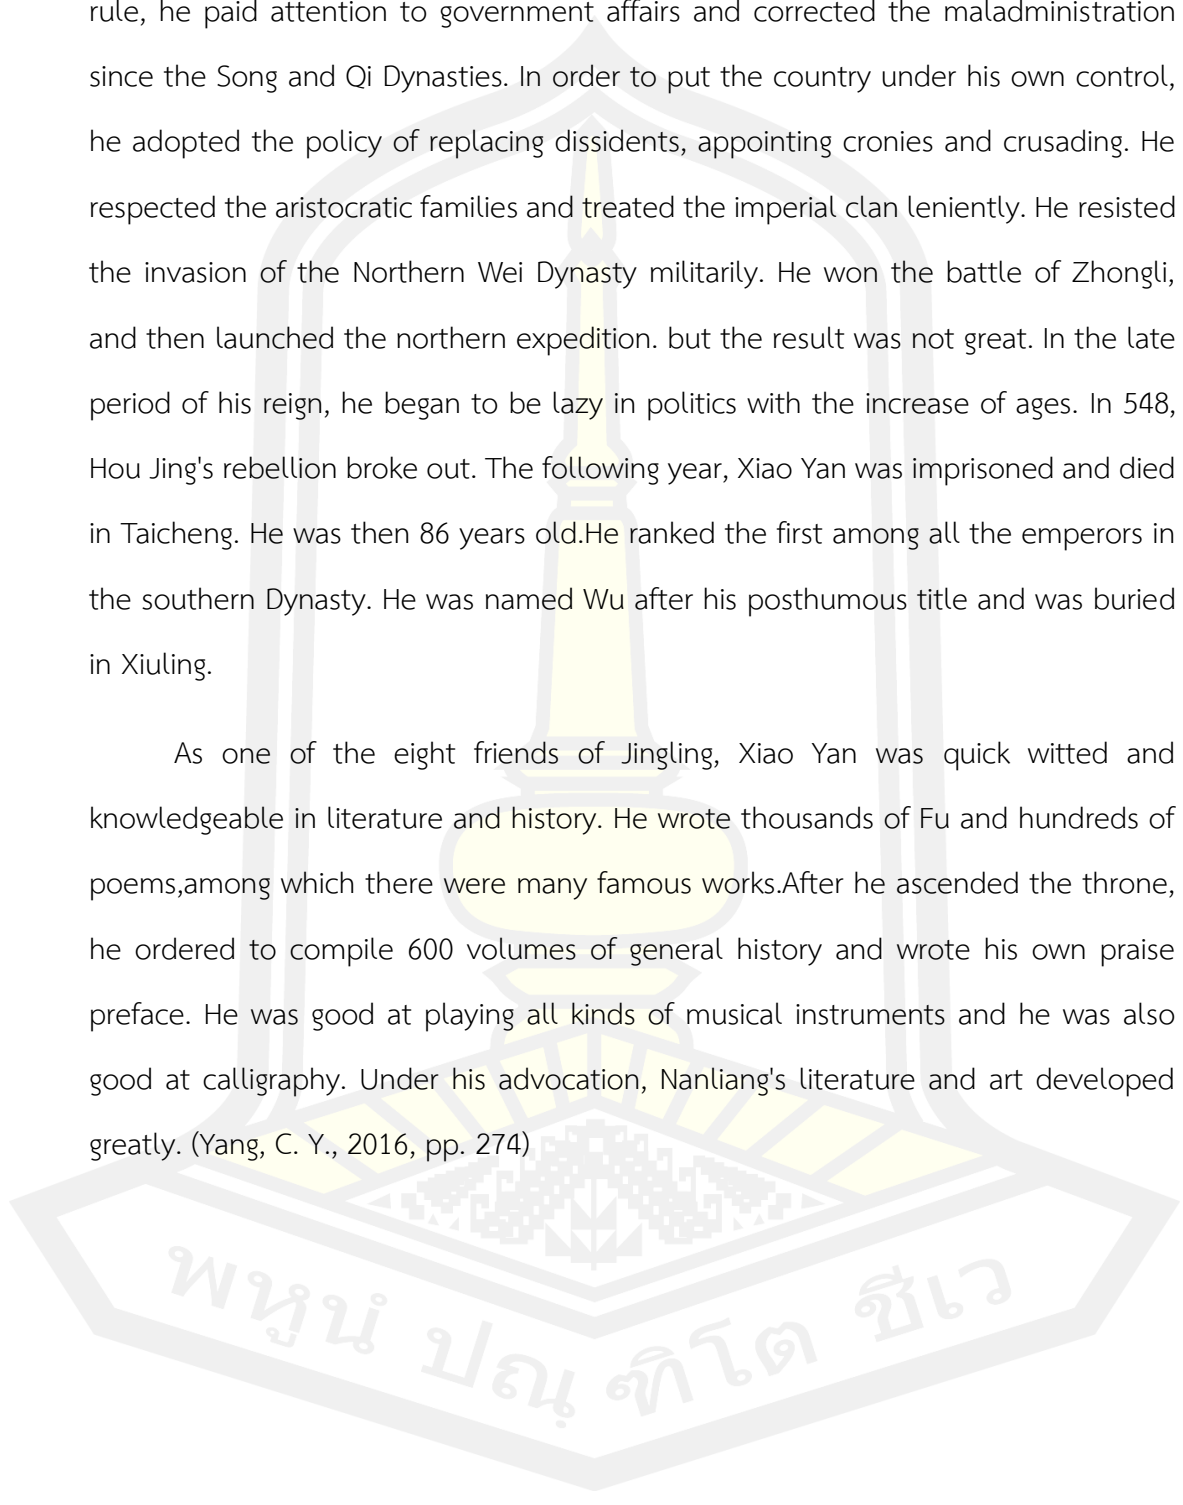 rule, he paid attention to government affairs and corrected the maladministration
since the Song and Qi Dynasties. In order to put the country under his own control,
he adopted the policy of replacing dissidents, appointing cronies and crusading. He
respected the aristocratic families and treated the imperial clan leniently. He resisted
the invasion of the Northern Wei Dynasty militarily. He won the battle of Zhongli,
and then launched the northern expedition. but the result was not great. In the late
period of his reign, he began to be lazy in politics with the increase of ages. In 548,
Hou Jing's rebellion broke out. The following year, Xiao Yan was imprisoned and died
in Taicheng. He was then 86 years old.He ranked the first among all the emperors in
the southern Dynasty. He was named Wu after his posthumous title and was buried
in Xiuling.
As one of the eight friends of Jingling, Xiao Yan was quick witted and
knowledgeable in literature and history. He wrote thousands of Fu and hundreds of
poems,among which there were many famous works.After he ascended the throne,
he ordered to compile 600 volumes of general history and wrote his own praise
preface. He was good at playing all kinds of musical instruments and he was also
good at calligraphy. Under his advocation, Nanliang's literature and art developed
greatly. (Yang, C. Y., 2016, pp. 274)
พหูนํ ปณฺฑิโต ชีเว